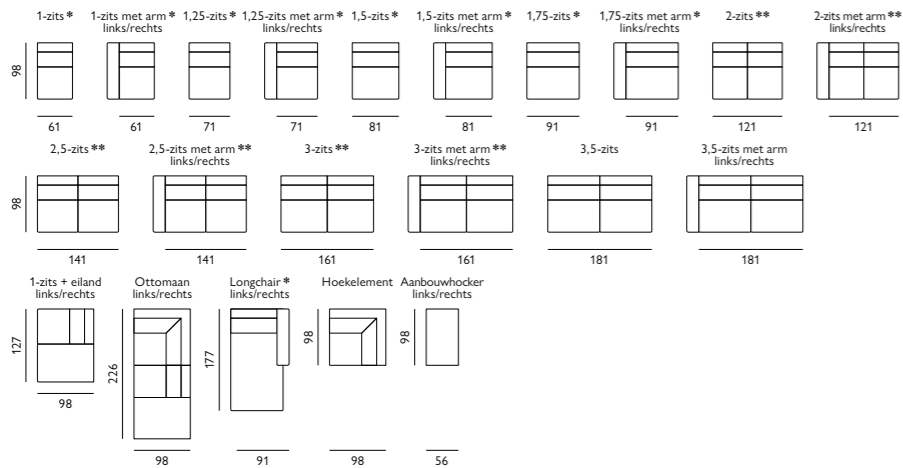 1-zits *
1-zits met arm *
links/rechts
1,25-zits *
1,25-zits met arm *
links/rechts
1,5-zits *
1,5-zits met arm *
links/rechts
1,75-zits *
1,75-zits met arm *
links/rechts
2-zits **
2-zits met arm **
links/rechts
98
61
61
71
71
81
81
91
91
121
121
2,5-zits **
2,5-zits met arm **
links/rechts
3-zits **
3-zits met arm **
links/rechts
3,5-zits
3,5-zits met arm
links/rechts
98
141
141
161
161
181
181
1-zits + eiland
links/rechts
Ottomaan
links/rechts
Longchair *
links/rechts
Hoekelement
Aanbouwhocker
links/rechts
127
226
177
98
98
98
98
91
98
56